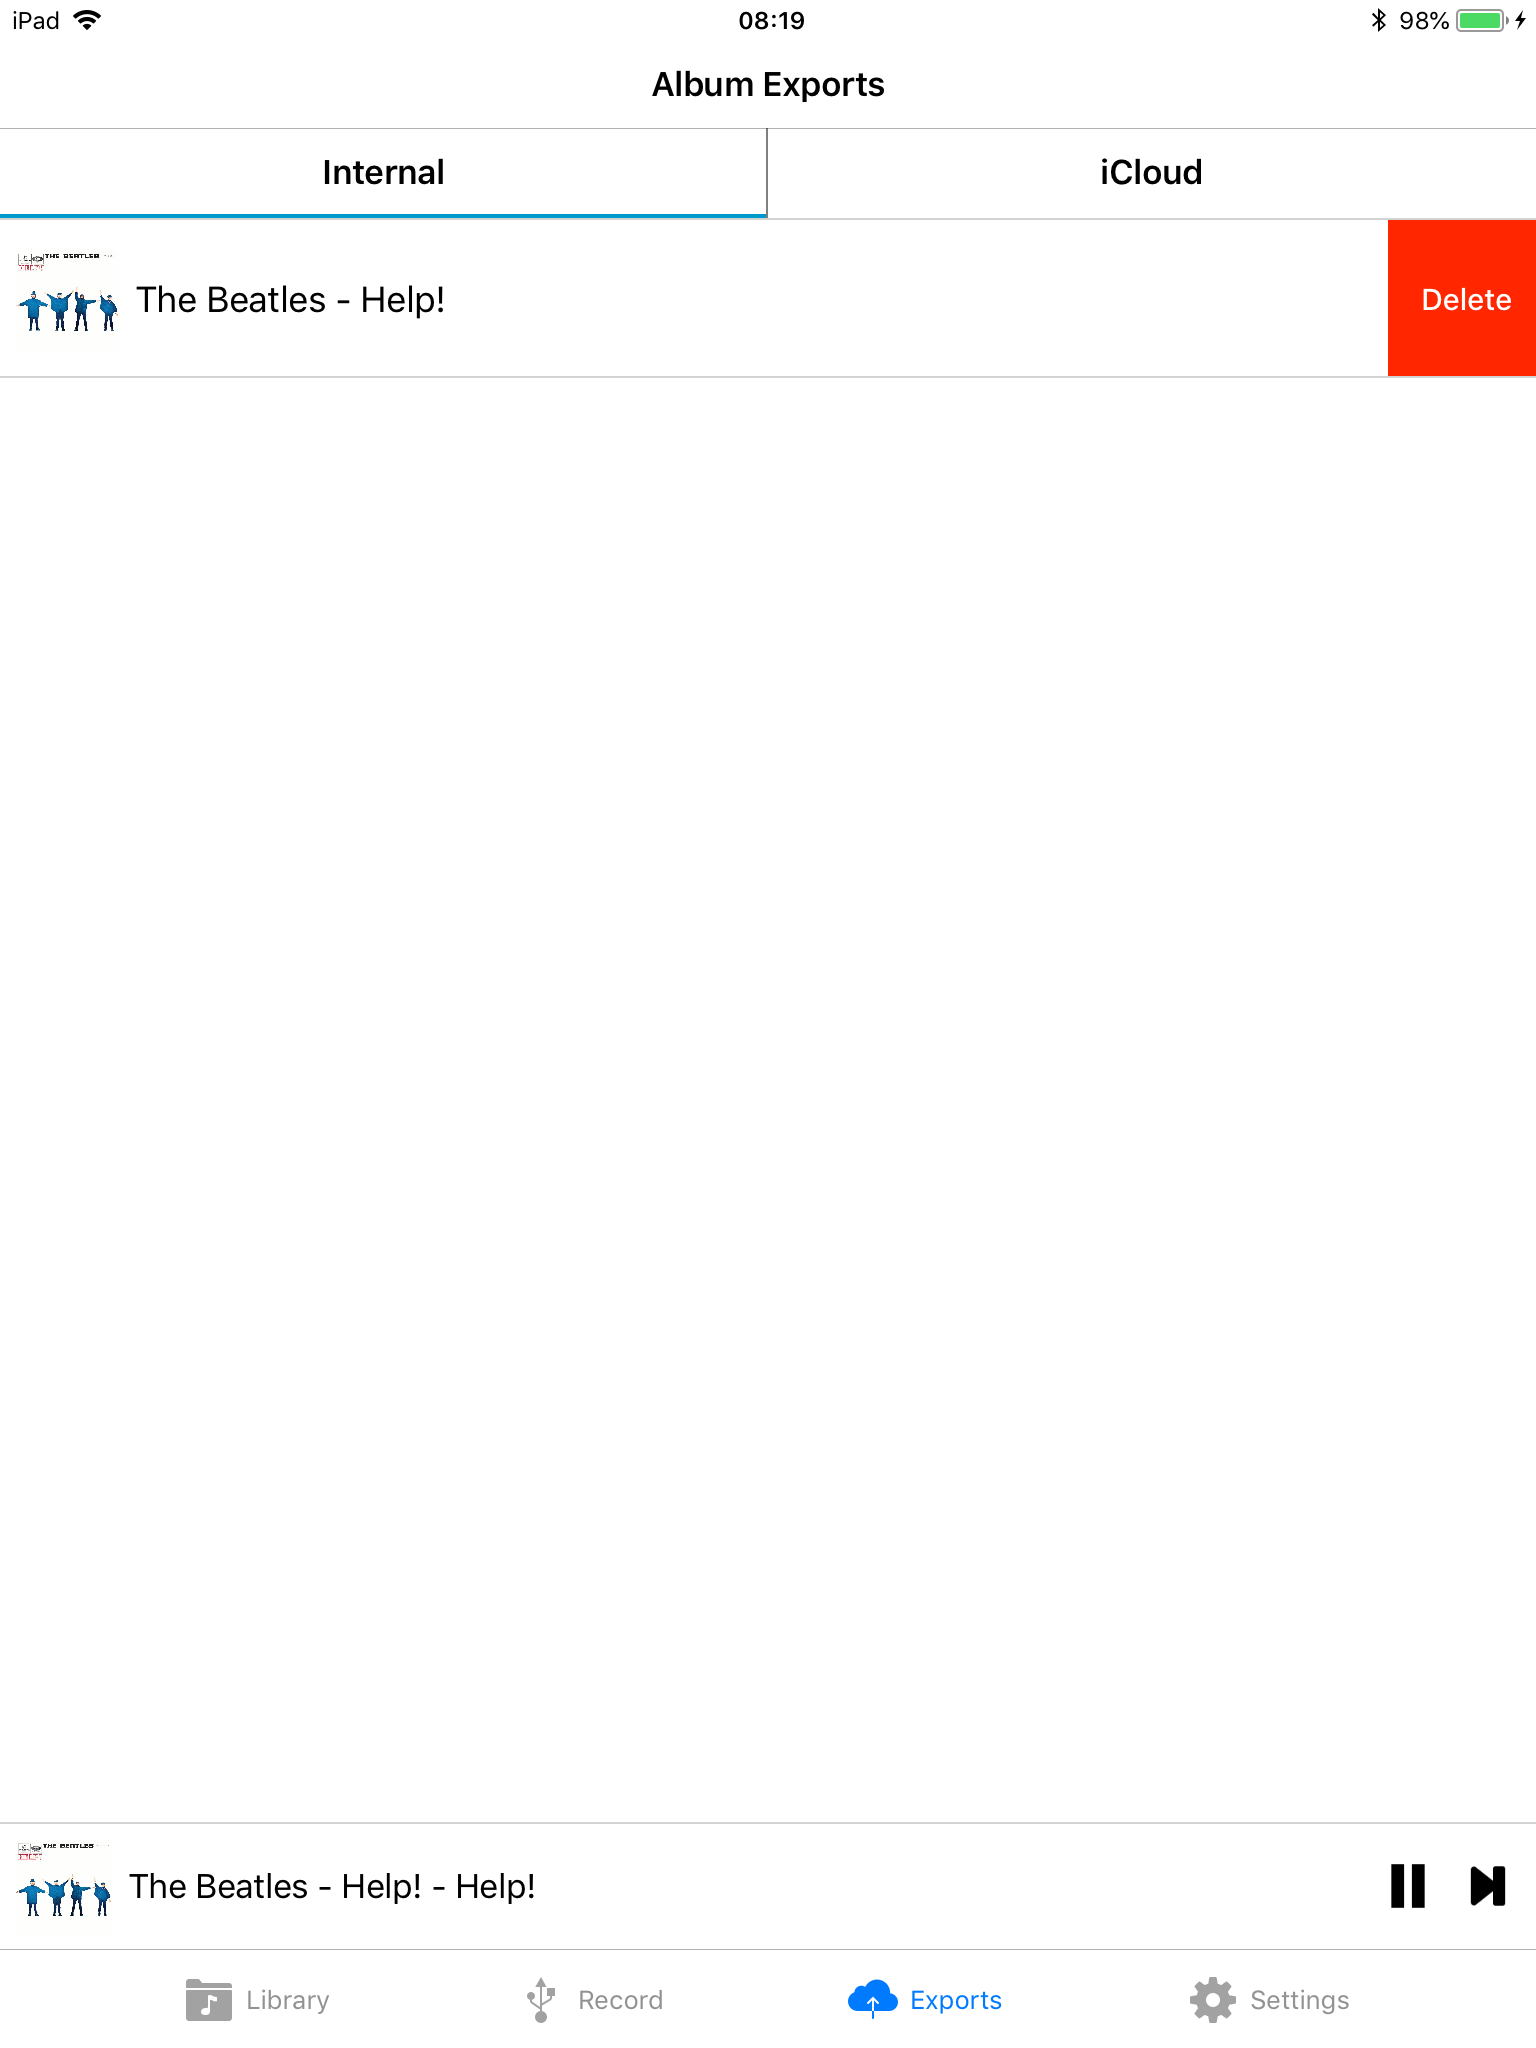 iPad 08:19 98%
Album Exports
Internal iCloud
THE BEATLES
The Beatles - Help!
Delete
THE BEATLES
The Beatles - Help! - Help!
Library Record Exports Settings